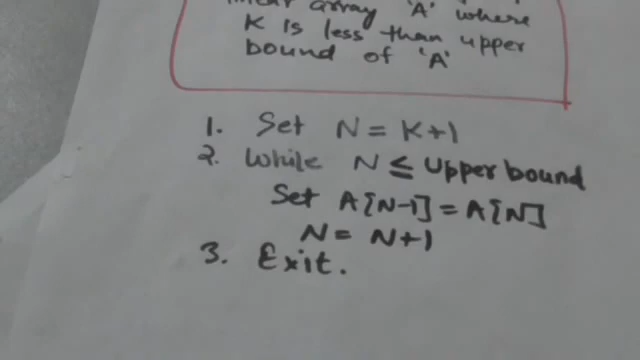 linear array 'A' where
K is less than upper
bound of 'A'
1. Set N = K+1
2. While N ≤ Upper bound
Set A[N-1] = A[N]
N = N+1
3. Exit.